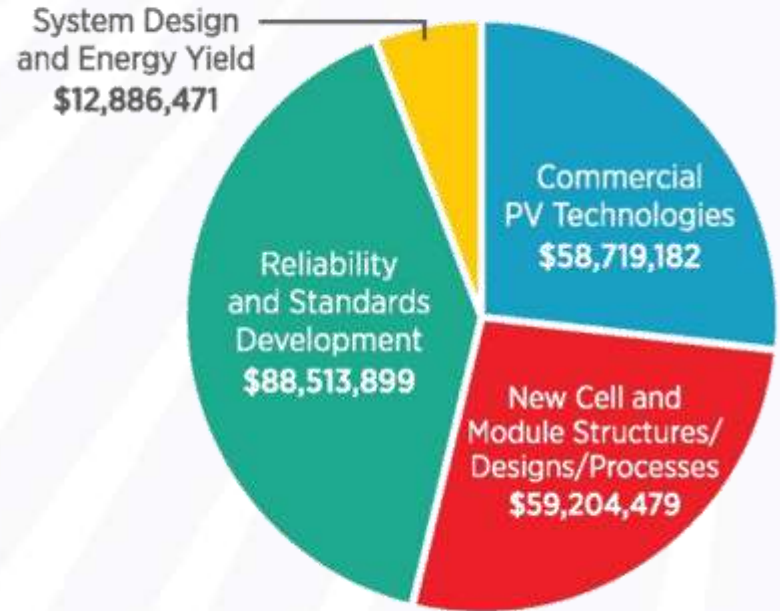 System Design
and Energy Yield
$12,886,471
Commercial
PV Technologies
$58,719,182
Reliability
and Standards
Development
$88,513,899
New Cell and
Module Structures/
Designs/Processes
$59,204,479